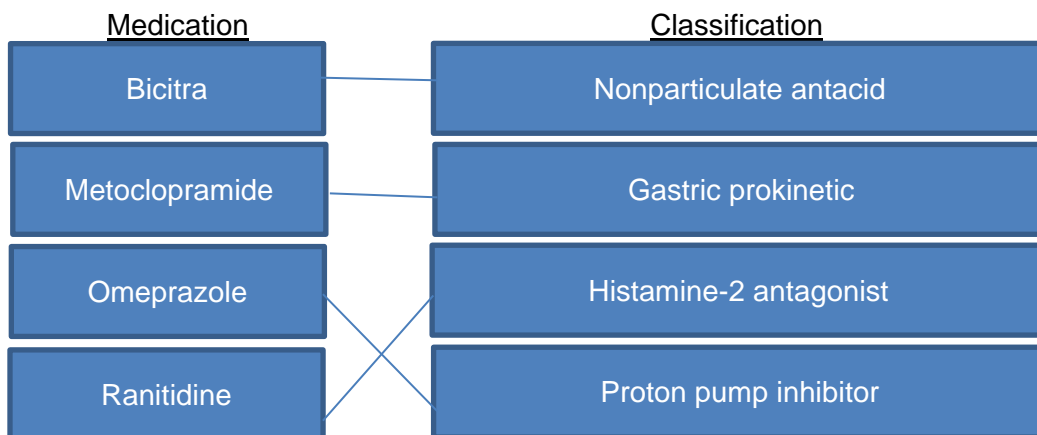 Medication Classification
Bicitra Nonparticulate antacid
Metoclopramide Gastric prokinetic
Omeprazole Histamine-2 antagonist
Ranitidine Proton pump inhibitor